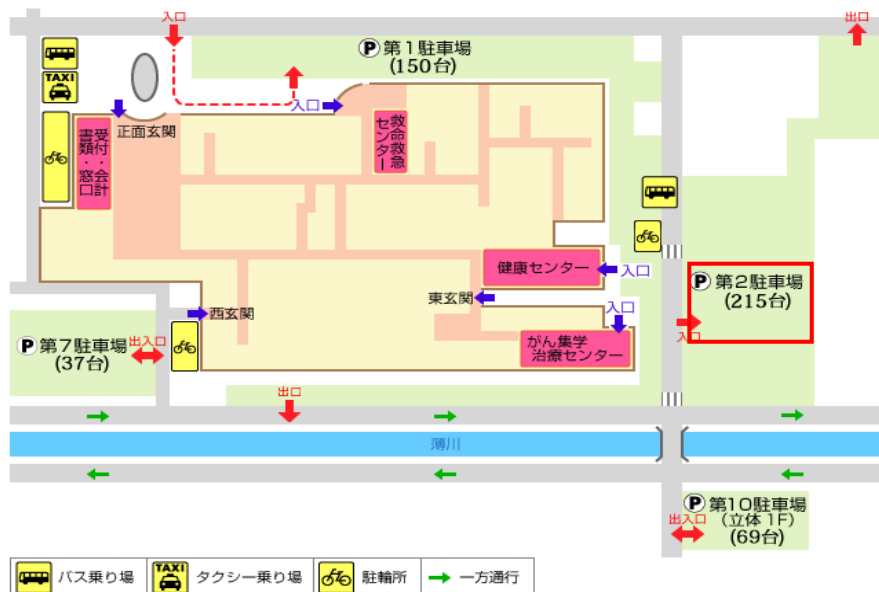 入口
出口
P 第1駐車場
(150台)
TAXI
入口
正面玄関
受付・会計
書類・窓口
救命救急
センター
健康センター
入口
P 第2駐車場
(215台)
入口
東玄関
入口
西玄関
がん集学
治療センター
P 第7駐車場
(37台)
出入口
出口
薄川
P 第10駐車場
(立体 1F)
(69台)
出入口
バス乗り場
TAXI
タクシー乗り場
駐輪所
一方通行